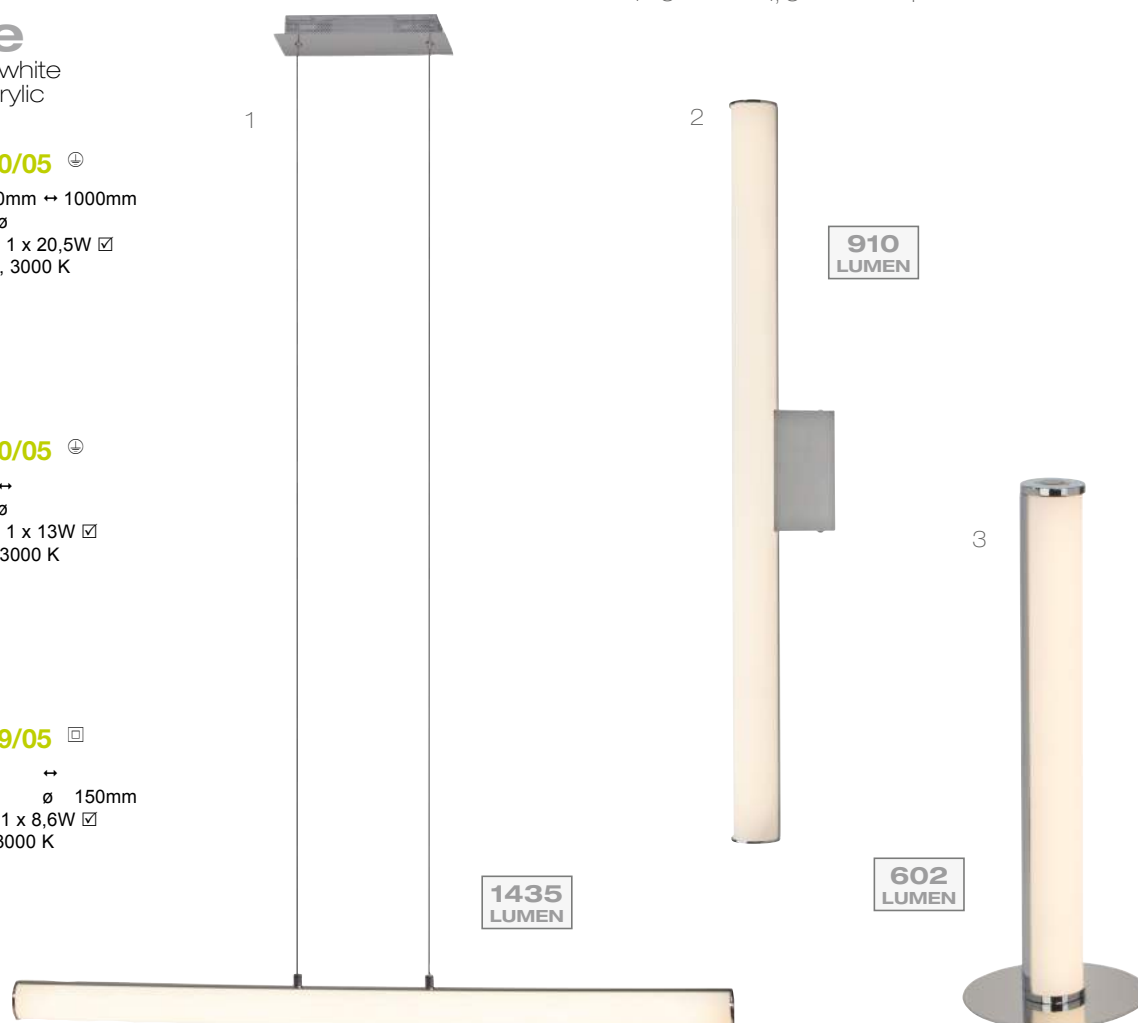 e
white
rylic
0/05
0mm ↔ 1000mm
ø
1 x 20,5W ☑
, 3000 K
0/05
↔
ø
1 x 13W ☑
3000 K
9/05
↔
ø 150mm
1 x 8,6W ☑
3000 K
1
2
910
LUMEN
3
602
LUMEN
1435
LUMEN